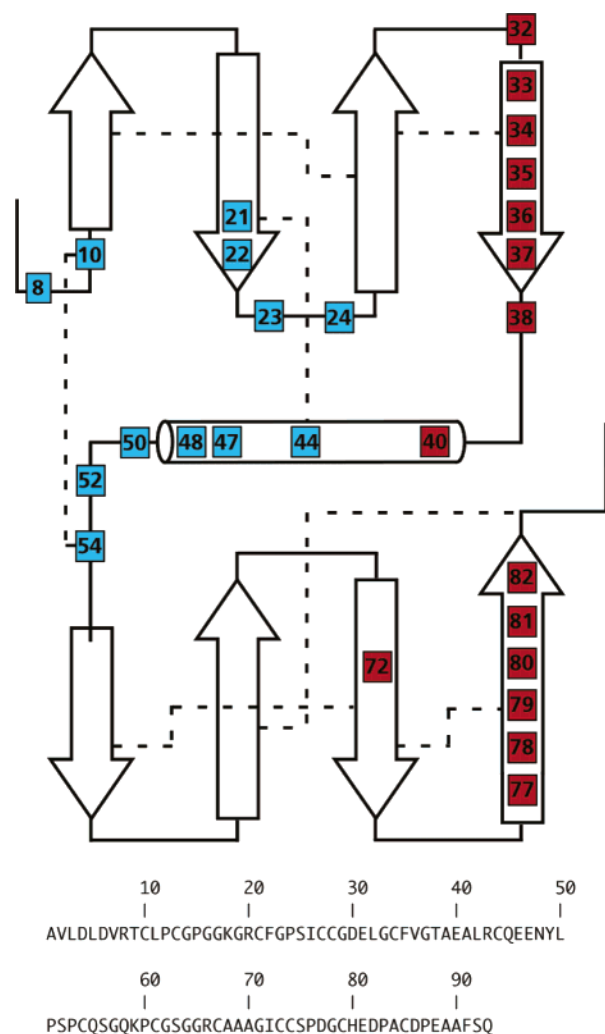 32
33
34
35
21 36
10 22 37
8 23 24 38
50 48 47 44 40
52
54
82
81
72 80
79
78
77
10 20 30 40 50
AVLDLDVRTCLPCGPGGKGRCFGPSICCGDELGCFVGTAEALRCQEENYL
60 70 80 90
PSPCQSGQKPCGSGGRCAAAGICCSPDGCHEDPACDPEAAFSQ